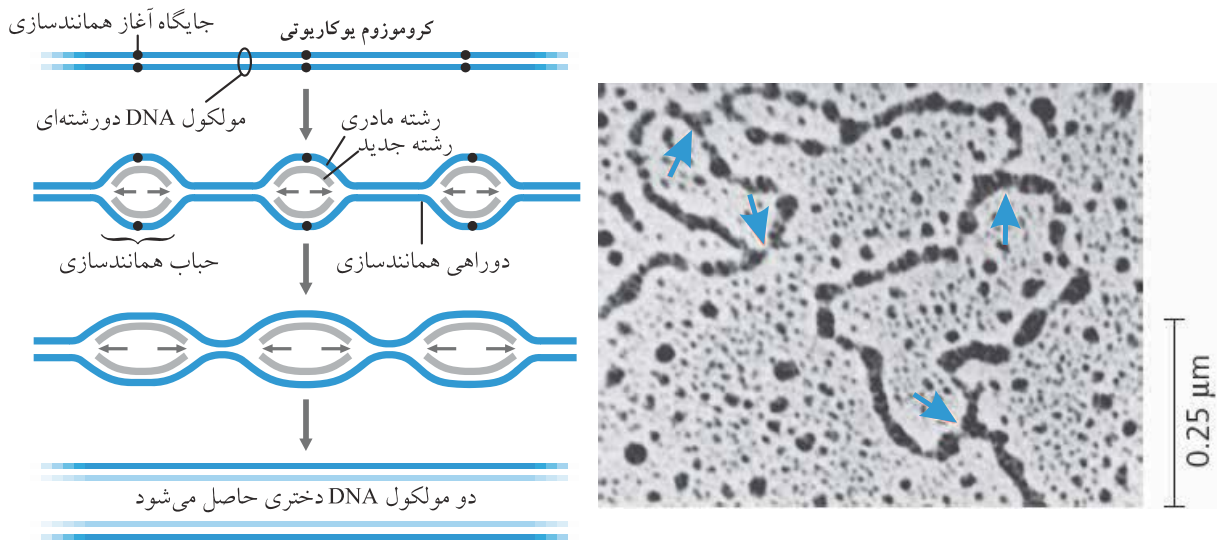 جایگاه آغاز همانندسازی
کروموزوم یوکاریوتی
مولکول DNA دورشته‌ای
رشته مادری
رشته جدید
حباب همانندسازی
دوراهی همانندسازی
دو مولکول DNA دختری حاصل می‌شود
0.25 µm